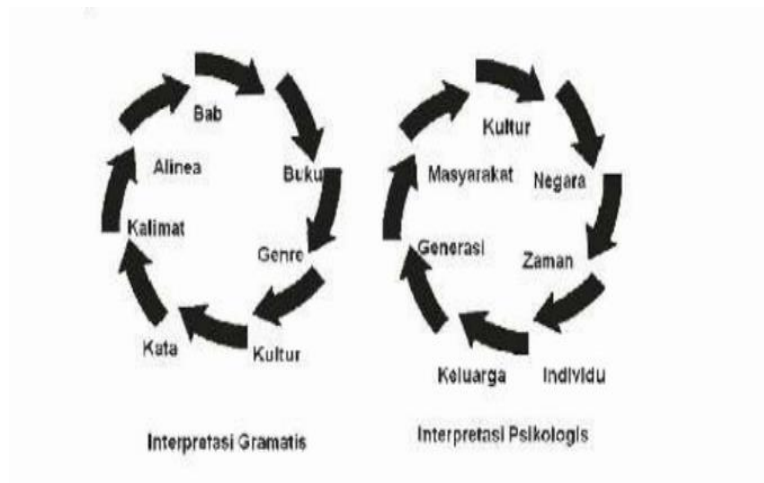 Bab
Alinea
Buku
Kalimat
Genre
Kata
Kultur
Interpretasi Gramatis
Kultur
Masyarakat
Negara
Generasi
Zaman
Keluarga
Individu
Interpretasi Psikologis